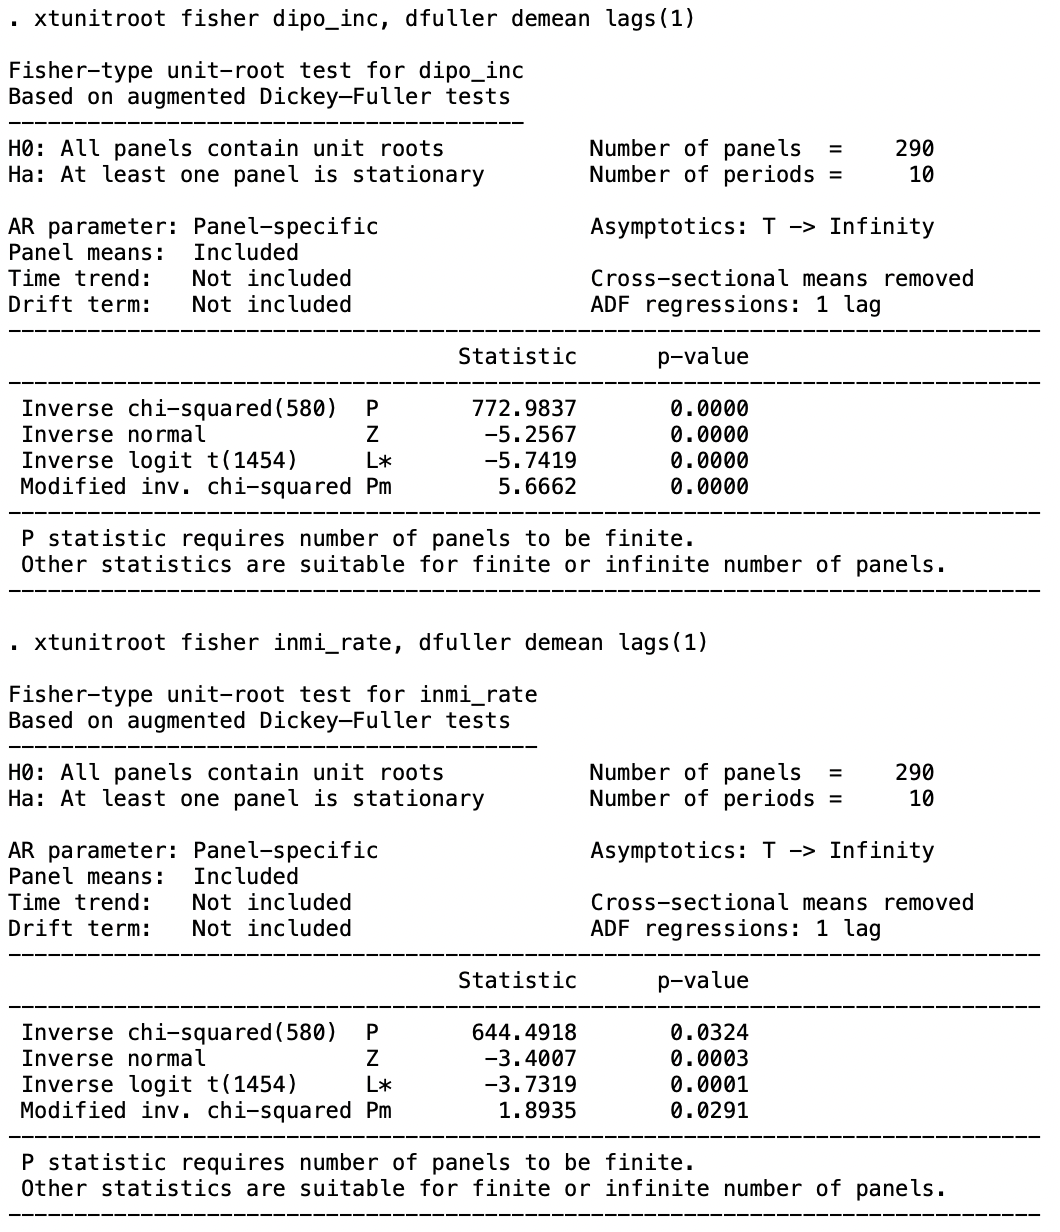 . xtunitroot fisher dipo_inc, dfuller demean lags(1)
Fisher–type unit–root test for dipo_inc
Based on augmented Dickey–Fuller tests
H0: All panels contain unit roots Number of panels = 290
Ha: At least one panel is stationary Number of periods = 10
AR parameter: Panel–specific Asymptotics: T –> Infinity
Panel means: Included
Time trend: Not included Cross–sectional means removed
Drift term: Not included ADF regressions: 1 lag
Statistic p–value
Inverse chi–squared(580) P 772.9837 0.0000
Inverse normal Z –5.2567 0.0000
Inverse logit t(1454) L* –5.7419 0.0000
Modified inv. chi–squared Pm 5.6662 0.0000
P statistic requires number of panels to be finite.
Other statistics are suitable for finite or infinite number of panels.
. xtunitroot fisher inmi_rate, dfuller demean lags(1)
Fisher–type unit–root test for inmi_rate
Based on augmented Dickey–Fuller tests
H0: All panels contain unit roots Number of panels = 290
Ha: At least one panel is stationary Number of periods = 10
AR parameter: Panel–specific Asymptotics: T –> Infinity
Panel means: Included
Time trend: Not included Cross–sectional means removed
Drift term: Not included ADF regressions: 1 lag
Statistic p–value
Inverse chi–squared(580) P 644.4918 0.0324
Inverse normal Z –3.4007 0.0003
Inverse logit t(1454) L* –3.7319 0.0001
Modified inv. chi–squared Pm 1.8935 0.0291
P statistic requires number of panels to be finite.
Other statistics are suitable for finite or infinite number of panels.